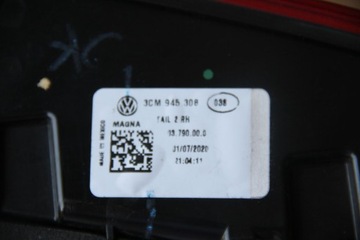 3CM 945 308 038
MAGNA TAIL 2 RH
93.790.00.0
31/07/2020
21:04:11
MADE IN MEXICO